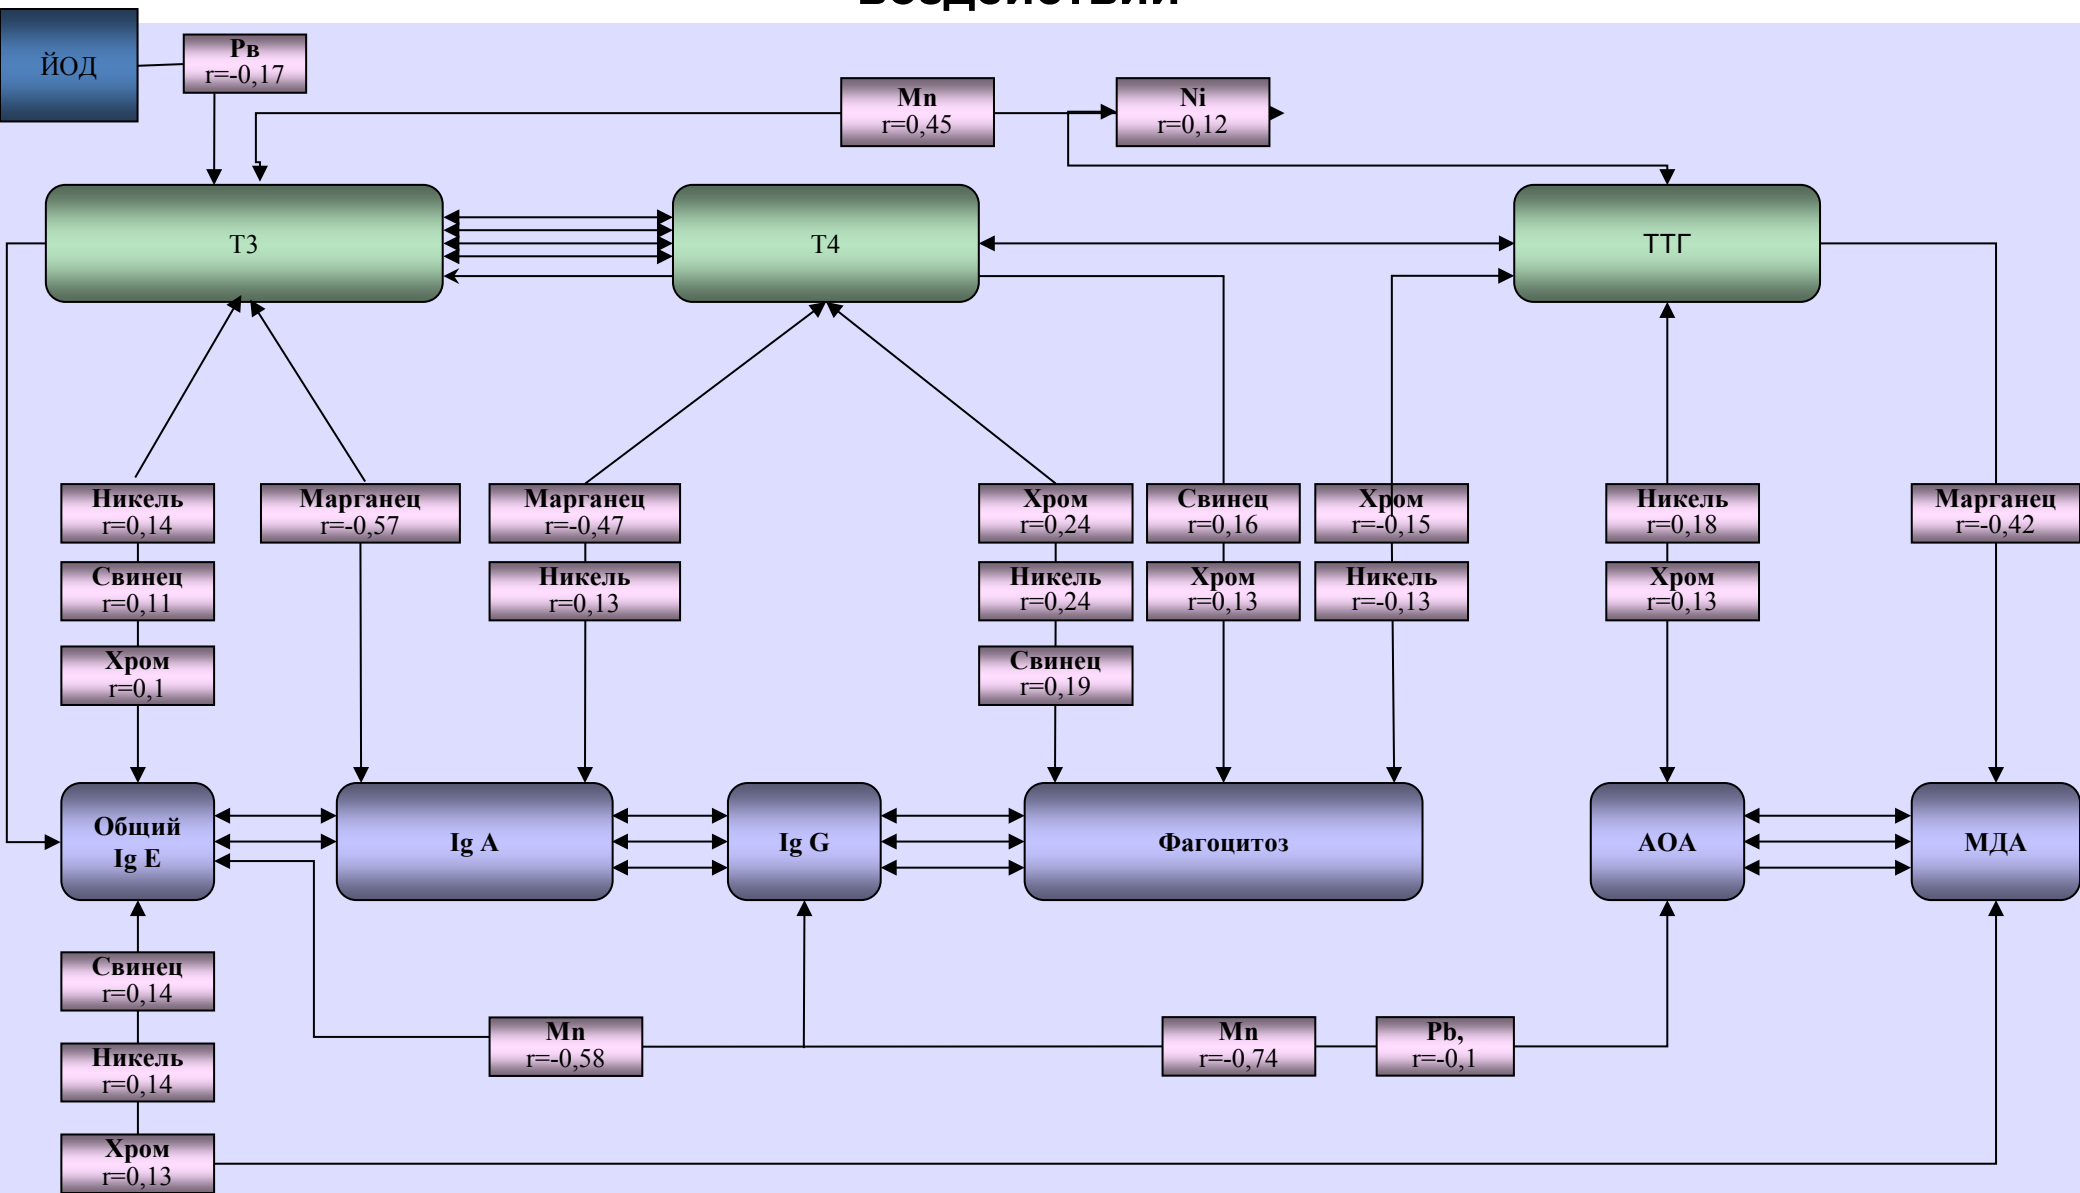 ЙОД
Рв
r=-0,17
Mn
r=0,45
Ni
r=0,12
Т3
Т4
ТТГ
Никель
r=0,14
Марганец
r=-0,57
Марганец
r=-0,47
Хром
r=0,24
Свинец
r=0,16
Хром
r=-0,15
Никель
r=0,18
Марганец
r=-0,42
Свинец
r=0,11
Никель
r=0,13
Никель
r=0,24
Хром
r=0,13
Никель
r=-0,13
Хром
r=0,13
Хром
r=0,1
Свинец
r=0,19
Общий
Ig E
Ig A
Ig G
Фагоцитоз
АОА
МДА
Свинец
r=0,14
Никель
r=0,14
Mn
r=-0,58
Mn
r=-0,74
Pb,
r=-0,1
Хром
r=0,13